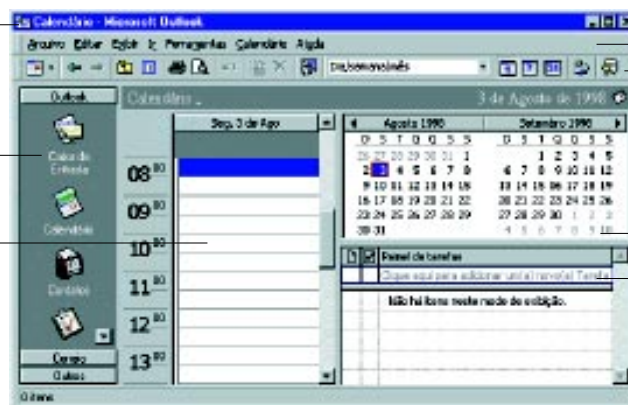 Calendário - Microsoft Outlook
Arquivo Editar Exibir Ir Ferramentas Calendário Ajuda
Dia/semana/mês
Outlook
Calendário
3 de Agosto de 1998
Caixa de Entrada
Calendário
Contatos
Outros
Seg, 3 de Ago
08 00
09 00
10 00
11 00
12 00
13 00
Agosto 1998
D S T Q Q S S
26 27 28 29 30 31 1
2 3 4 5 6 7 8
9 10 11 12 13 14 15
16 17 18 19 20 21 22
23 24 25 26 27 28 29
30 31
Setembro 1998
D S T Q Q S S
1 2 3 4 5
6 7 8 9 10 11 12
13 14 15 16 17 18 19
20 21 22 23 24 25 26
27 28 29 30 1 2 3
4 5 6 7 8 9 10
Painel de tarefas
Clique aqui para adicionar um(a) novo(a) Tarefa
Não há itens neste modo de exibição.
0 itens